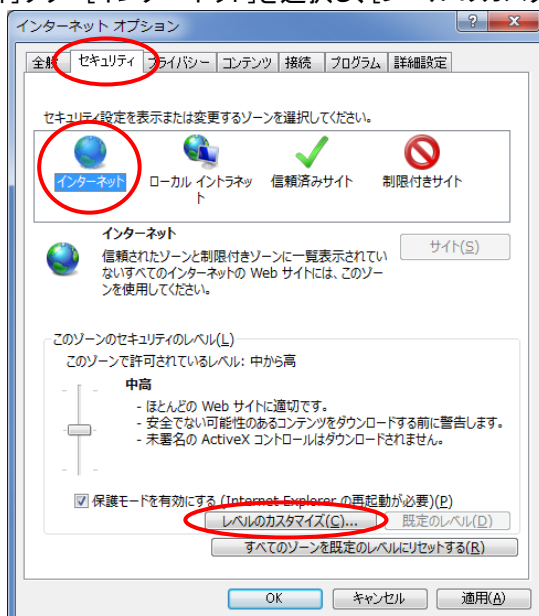 インターネット オプション
全般 セキュリティ プライバシー コンテンツ 接続 プログラム 詳細設定
セキュリティ設定を表示または変更するゾーンを選択してください。
インターネット ローカル イントラネット 信頼済みサイト 制限付きサイト
インターネット
サイト(S)
信頼されたゾーンと制限付きゾーンに一覧表示されてい
ないすべてのインターネットの Web サイトには、このゾー
ンを使用してください。
このゾーンのセキュリティのレベル(L)
このゾーンで許可されているレベル: 中から高
中高
- ほとんどの Web サイトに適切です。
- 安全でない可能性のあるコンテンツをダウンロードする前に警告します。
- 未署名の ActiveX コントロールはダウンロードされません。
保護モードを有効にする (Internet Explorer の再起動が必要)(P)
レベルのカスタマイズ(C)... 既定のレベル(D)
すべてのゾーンを既定のレベルにリセットする(R)
OK キャンセル 適用(A)